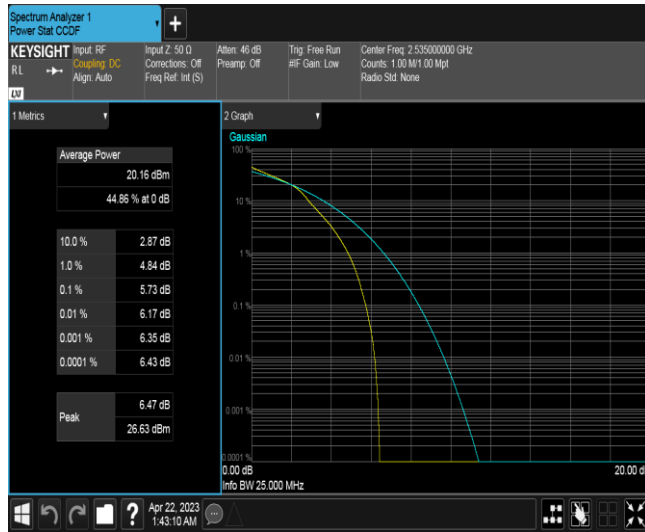 Spectrum Analyzer 1
Power Stat CCDF
+
KEYSIGHT
Input: RF
Coupling: DC
Align: Auto
Input Z: 50 Ω
Corrections: Off
Freq Ref: Int (S)
Atten: 46 dB
Preamp: Off
Trig: Free Run
#IF Gain: Low
Center Freq: 2.535000000 GHz
Counts: 1.00 M/1.00 Mpt
Radio Std: None
R L
LXI
1 Metrics
Average Power
20.16 dBm
44.86 % at 0 dB
10.0 % 2.87 dB
1.0 % 4.84 dB
0.1 % 5.73 dB
0.01 % 6.17 dB
0.001 % 6.35 dB
0.0001 % 6.43 dB
Peak
6.47 dB
26.63 dBm
2 Graph
Gaussian
100 %
10 %
1 %
0.1 %
0.01 %
0.001 %
0.0001 %
0.00 dB
20.00 d
Info BW 25.000 MHz
?
Apr 22, 2023
1:43:10 AM